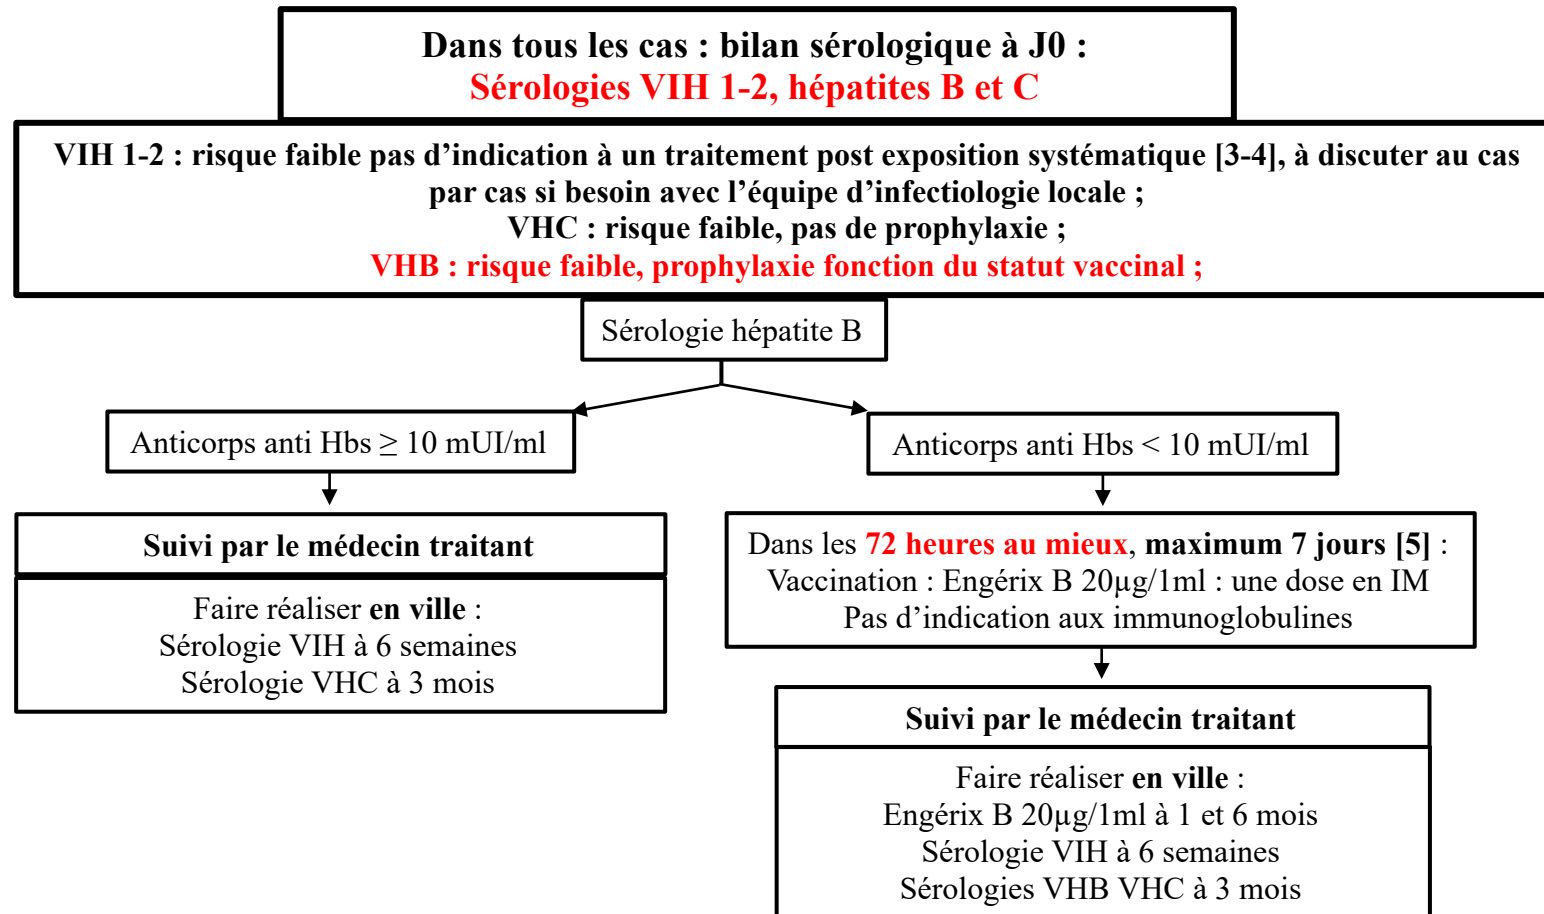 Dans tous les cas : bilan sérologique à J0 :
Sérologies VIH 1-2, hépatites B et C
VIH 1-2 : risque faible pas d’indication à un traitement post exposition systématique [3-4], à discuter au cas
par cas si besoin avec l’équipe d’infectiologie locale ;
VHC : risque faible, pas de prophylaxie ;
VHB : risque faible, prophylaxie fonction du statut vaccinal ;
Sérologie hépatite B
Anticorps anti Hbs ≥ 10 mUI/ml
Suivi par le médecin traitant
Faire réaliser en ville :
Sérologie VIH à 6 semaines
Sérologie VHC à 3 mois
Anticorps anti Hbs < 10 mUI/ml
Dans les 72 heures au mieux, maximum 7 jours [5] :
Vaccination : Engérix B 20µg/1ml : une dose en IM
Pas d’indication aux immunoglobulines
Suivi par le médecin traitant
Faire réaliser en ville :
Engérix B 20µg/1ml à 1 et 6 mois
Sérologie VIH à 6 semaines
Sérologies VHB VHC à 3 mois